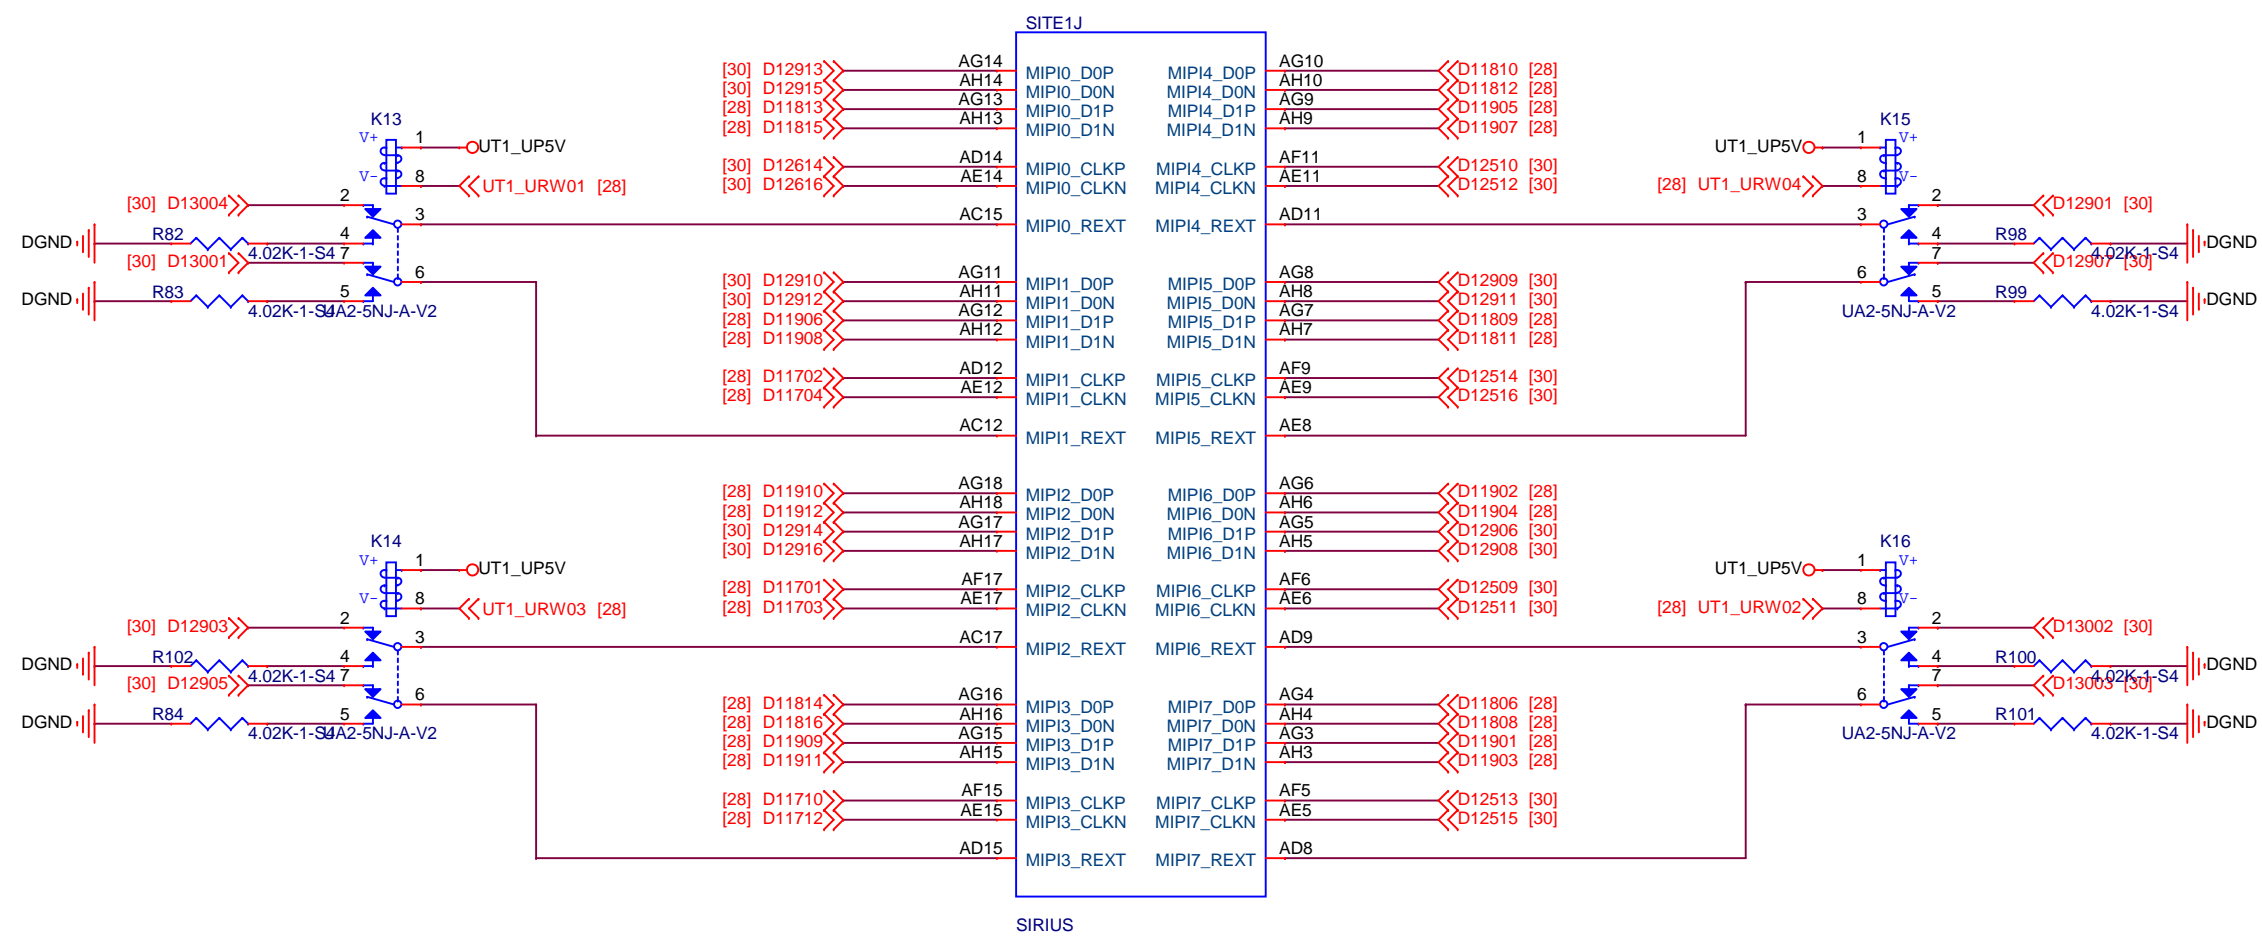 SITE1J
AG14 MIPI0_D0P [30] D12913
AH14 MIPI0_D0N [30] D12915
AG13 MIPI0_D1P [28] D11813
AH13 MIPI0_D1N [28] D11815
AD14 MIPI0_CLKP [30] D12614
AE14 MIPI0_CLKN [30] D12616
AC15 MIPI0_REXT
[30] D12910 AG11 MIPI1_D0P
[30] D12912 AH11 MIPI1_D0N
[28] D11906 AG12 MIPI1_D1P
[28] D11908 AH12 MIPI1_D1N
[28] D11702 AD12 MIPI1_CLKP
[28] D11704 AE12 MIPI1_CLKN
AC12 MIPI1_REXT
[28] D11910 AG18 MIPI2_D0P
[28] D11912 AH18 MIPI2_D0N
[30] D12914 AG17 MIPI2_D1P
[30] D12916 AH17 MIPI2_D1N
[28] D11701 AF17 MIPI2_CLKP
[28] D11703 AE17 MIPI2_CLKN
AC17 MIPI2_REXT
[28] D11814 AG16 MIPI3_D0P
[28] D11816 AH16 MIPI3_D0N
[28] D11909 AG15 MIPI3_D1P
[28] D11911 AH15 MIPI3_D1N
[28] D11710 AF15 MIPI3_CLKP
[28] D11712 AE15 MIPI3_CLKN
AD15 MIPI3_REXT
MIPI4_D0P AG10 D11810 [28]
MIPI4_D0N AH10 D11812 [28]
MIPI4_D1P AG9 D11905 [28]
MIPI4_D1N AH9 D11907 [28]
MIPI4_CLKP AF11 D12510 [30]
MIPI4_CLKN AE11 D12512 [30]
MIPI4_REXT AD11
MIPI5_D0P AG8 D12909 [30]
MIPI5_D0N AH8 D12911 [30]
MIPI5_D1P AG7 D11809 [28]
MIPI5_D1N AH7 D11811 [28]
MIPI5_CLKP AF9 D12514 [30]
MIPI5_CLKN AE9 D12516 [30]
MIPI5_REXT AE8
MIPI6_D0P AG6 D11902 [28]
MIPI6_D0N AH6 D11904 [28]
MIPI6_D1P AG5 D12906 [30]
MIPI6_D1N AH5 D12908 [30]
MIPI6_CLKP AF6 D12509 [30]
MIPI6_CLKN AE6 D12511 [30]
MIPI6_REXT AD9
MIPI7_D0P AG4 D11806 [28]
MIPI7_D0N AH4 D11808 [28]
MIPI7_D1P AG3 D11901 [28]
MIPI7_D1N AH3 D11903 [28]
MIPI7_CLKP AF5 D12513 [30]
MIPI7_CLKN AE5 D12515 [30]
MIPI7_REXT AD8
SIRIUS
K13
V+ 1 UT1_UP5V
V- 8 UT1_URW01 [28]
[30] D13004 2
3
DGND R82 4.02K-1-S4 4
[30] D13001 7
6
DGND R83 4.02K-1-S4 5
UA2-5NJ-A-V2
K14
V+ 1 UT1_UP5V
V- 8 UT1_URW03 [28]
[30] D12903 2
3
DGND R102 4.02K-1-S4 4
[30] D12905 7
6
DGND R84 4.02K-1-S4 5
UA2-5NJ-A-V2
K15
UT1_UP5V 1 V+
[28] UT1_URW04 8 V-
2 D12901 [30]
3
4 R98 4.02K-1-S4 DGND
7 D12907 [30]
6
5 R99 4.02K-1-S4 DGND
UA2-5NJ-A-V2
K16
UT1_UP5V 1 V+
[28] UT1_URW02 8 V-
2 D13002 [30]
3
4 R100 4.02K-1-S4 DGND
7 D13003 [30]
6
5 R101 4.02K-1-S4 DGND
UA2-5NJ-A-V2